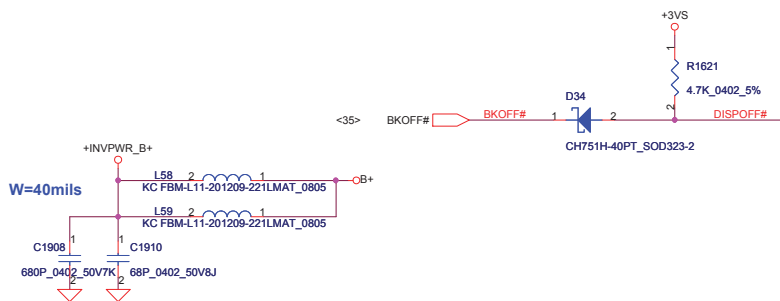 +3VS
1
R1621
4.7K_0402_5%
2
D34
<35>
BKOFF#
BKOFF#
1
2
DISPOFF#
CH751H-40PT_SOD323-2
+INVPWR_B+
L58
2
1
KC FBM-L11-201209-221LMAT_0805
B+
W=40mils
L59
2
1
KC FBM-L11-201209-221LMAT_0805
C1908
1
C1910
1
680P_0402_50V7K
2
68P_0402_50V8J
2